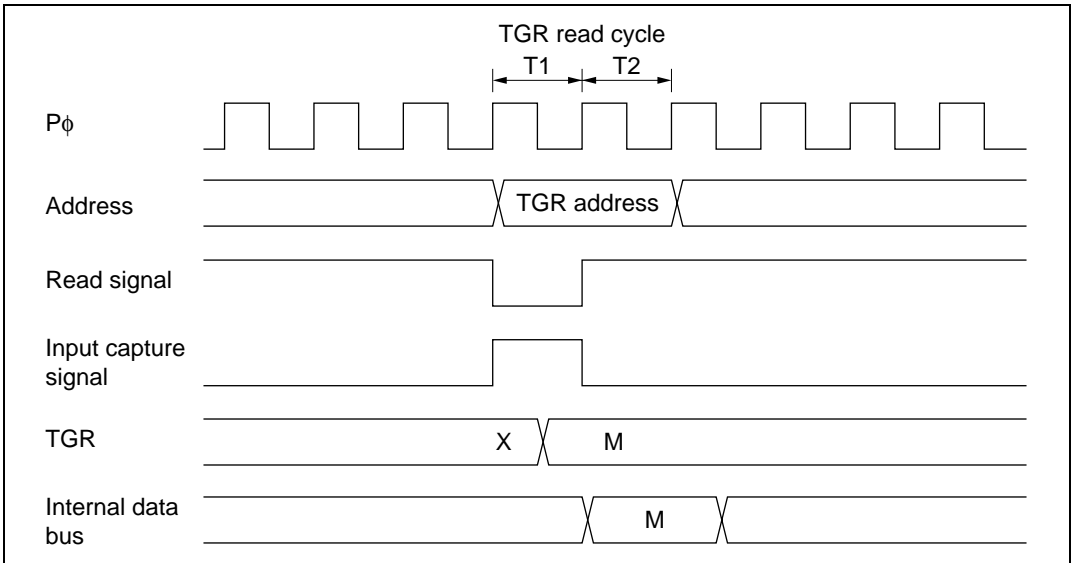 TGR read cycle
T1 T2
Pϕ
Address TGR address
Read signal
Input capture
signal
TGR X M
Internal data
bus M